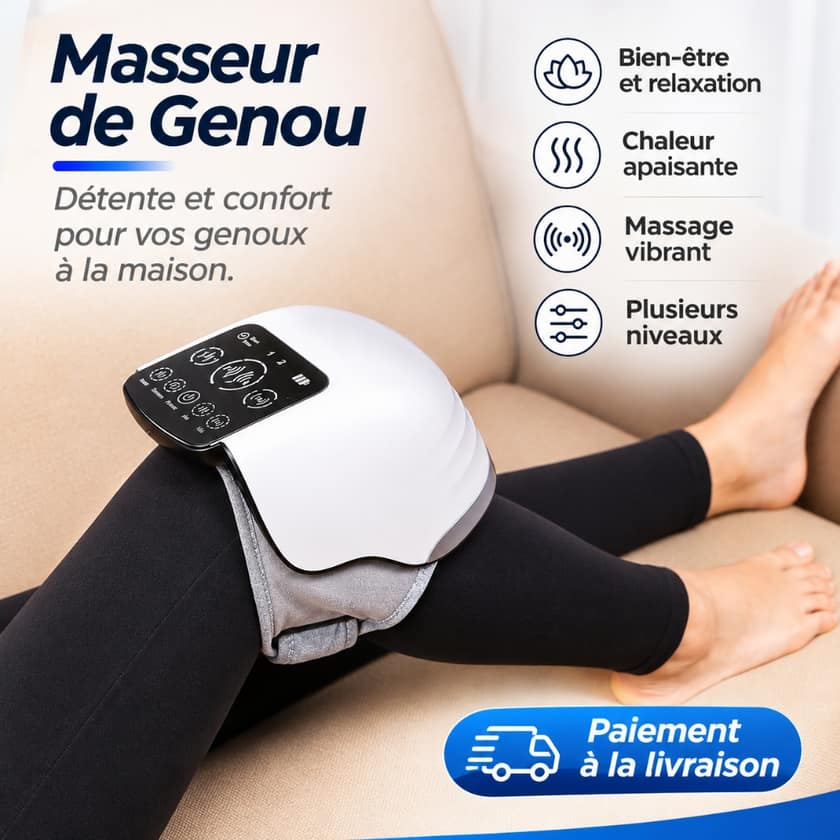 Masseur
de Genou
Détente et confort
pour vos genoux
à la maison.
Bien-être
et relaxation
Chaleur
apaisante
Massage
vibrant
Plusieurs
niveaux
1 2
Paiement
à la livraison